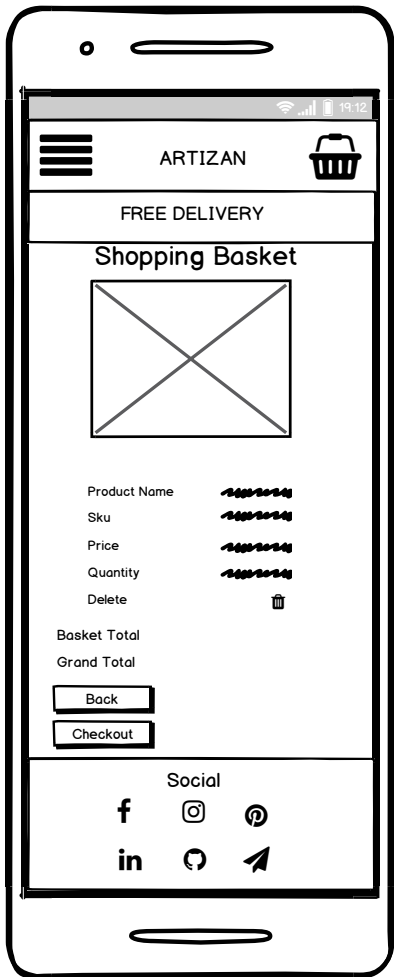 19:12
ARTIZAN
FREE DELIVERY
Shopping Basket
Product Name
Sku
Price
Quantity
Delete
Basket Total
Grand Total
Back
Checkout
Social